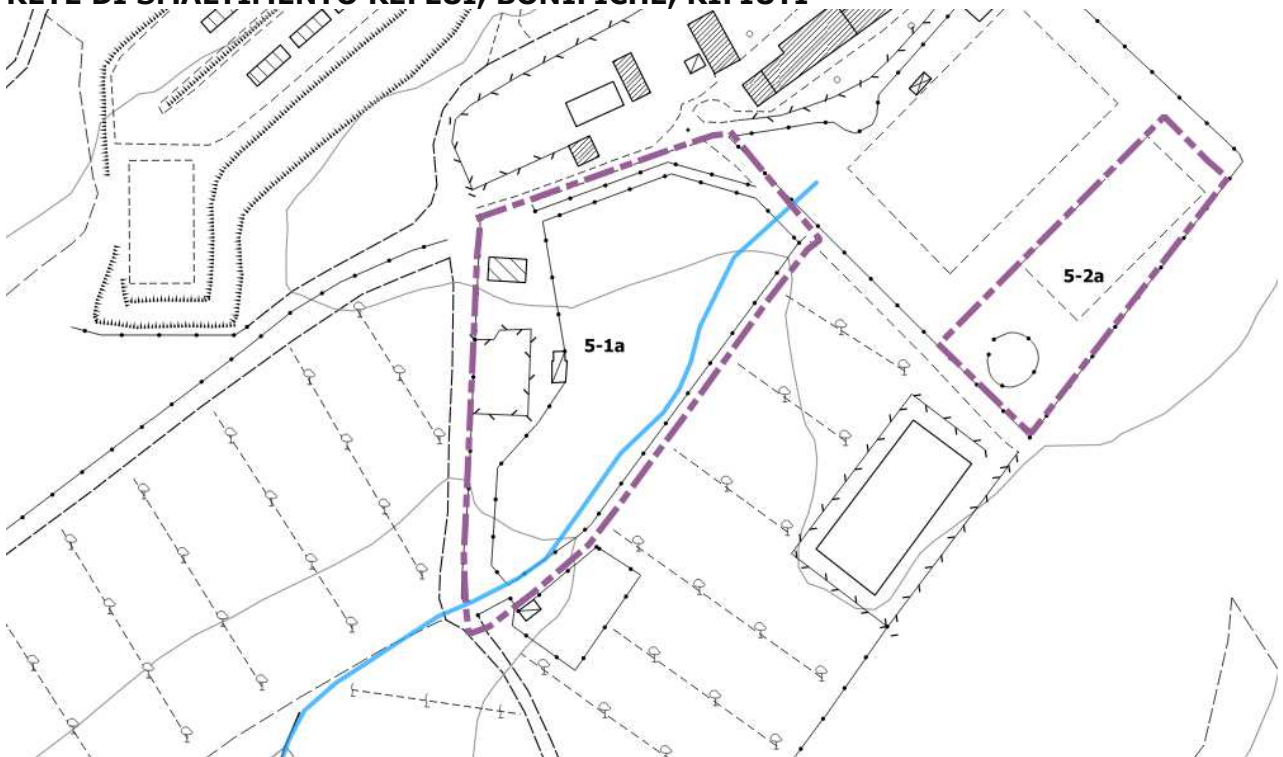 RETE DI SMALTIMENTO REFLUI, BONIFICHE, RIFIUTI
5-2a
5-1a